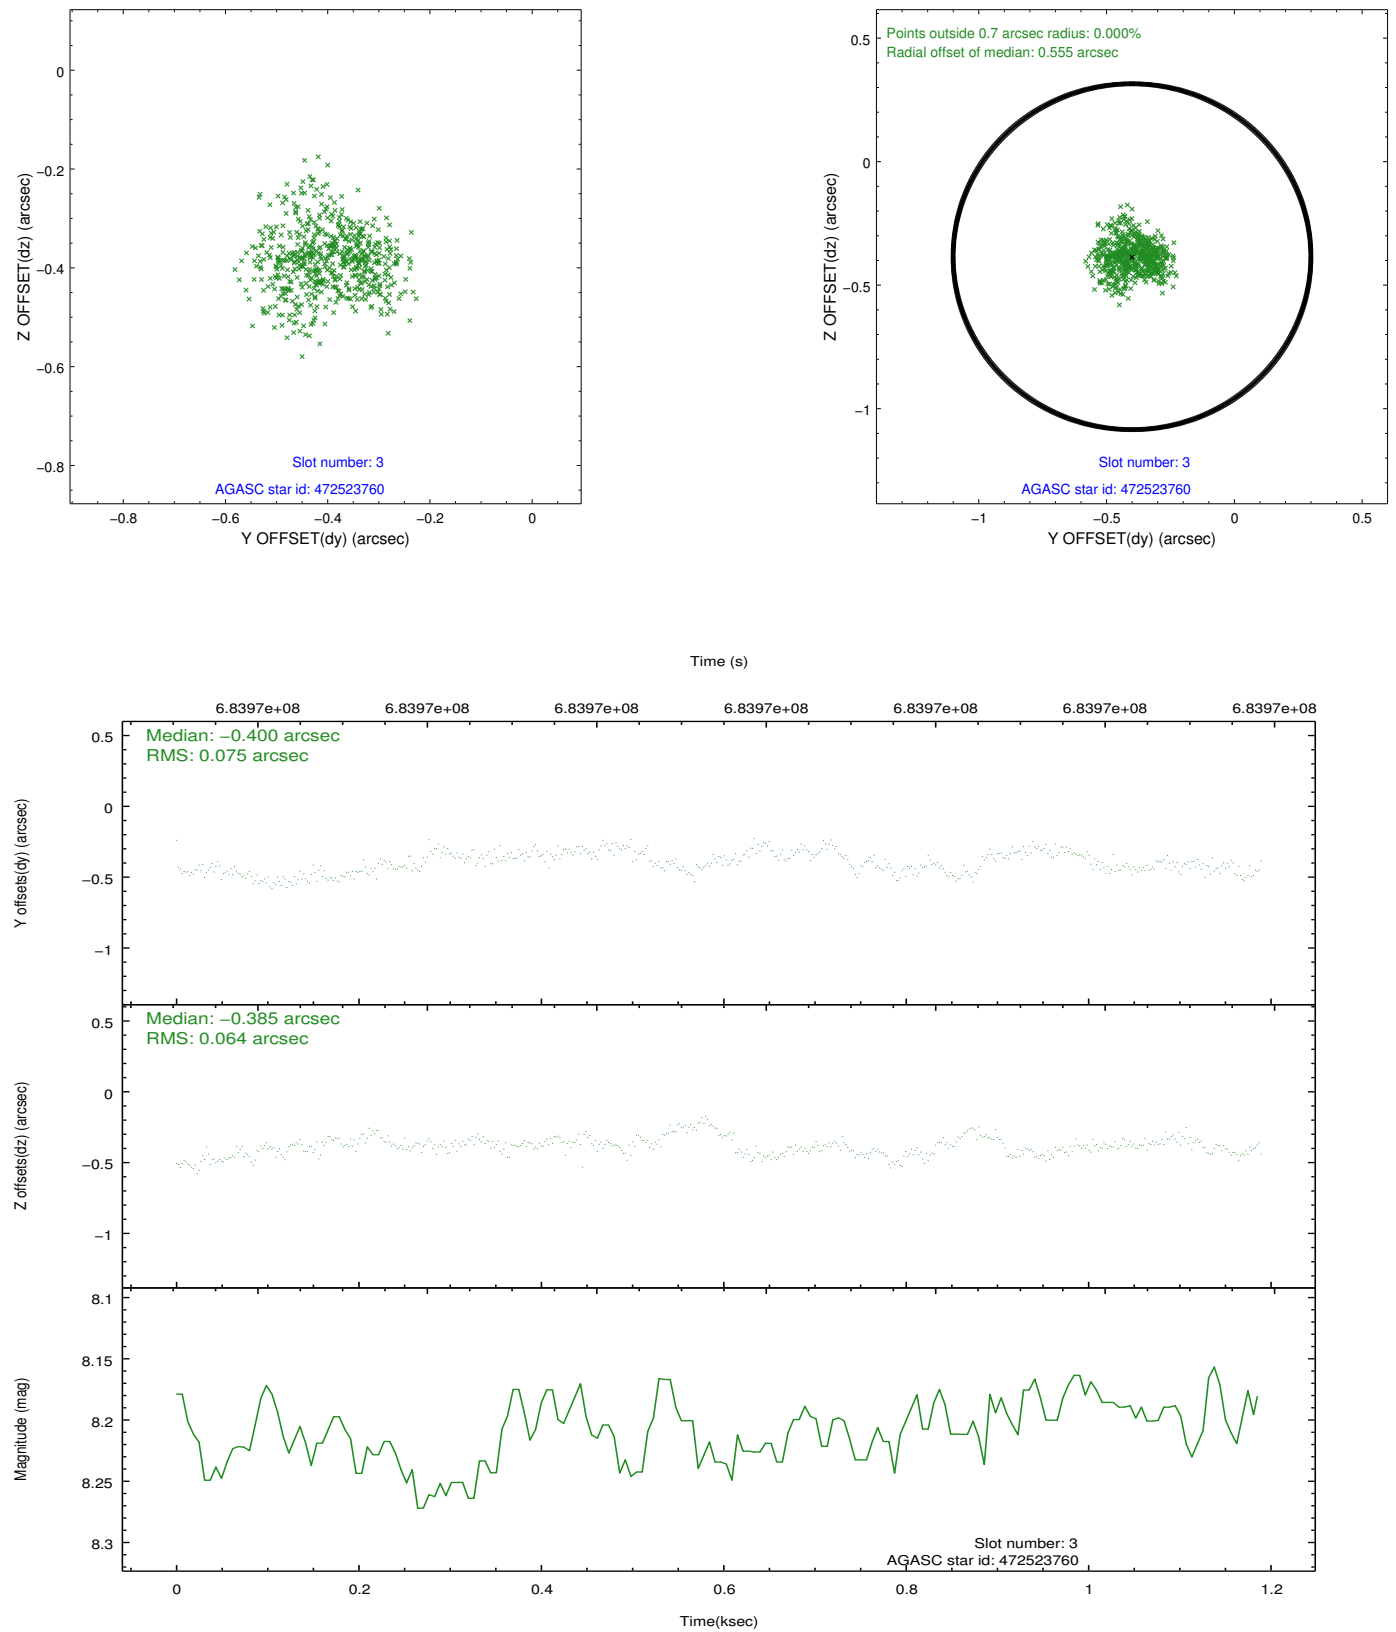 0
−0.2
−0.4
−0.6
−0.8
Z OFFSET(dz) (arcsec)
Slot number: 3
AGASC star id: 472523760
−0.8
−0.6
−0.4
−0.2
0
Y OFFSET(dy) (arcsec)
Points outside 0.7 arcsec radius: 0.000%
Radial offset of median: 0.555 arcsec
0.5
0
−0.5
−1
Z OFFSET(dz) (arcsec)
Slot number: 3
AGASC star id: 472523760
−1
−0.5
0
0.5
Y OFFSET(dy) (arcsec)
Time (s)
6.8397e+08
6.8397e+08
6.8397e+08
6.8397e+08
6.8397e+08
6.8397e+08
6.8397e+08
Median: −0.400 arcsec
RMS: 0.075 arcsec
0.5
0
−0.5
−1
Y offsets(dy) (arcsec)
Median: −0.385 arcsec
RMS: 0.064 arcsec
0.5
0
−0.5
−1
Z offsets(dz) (arcsec)
8.1
8.15
8.2
8.25
8.3
Magnitude (mag)
Slot number: 3
AGASC star id: 472523760
0
0.2
0.4
0.6
0.8
1
1.2
Time(ksec)